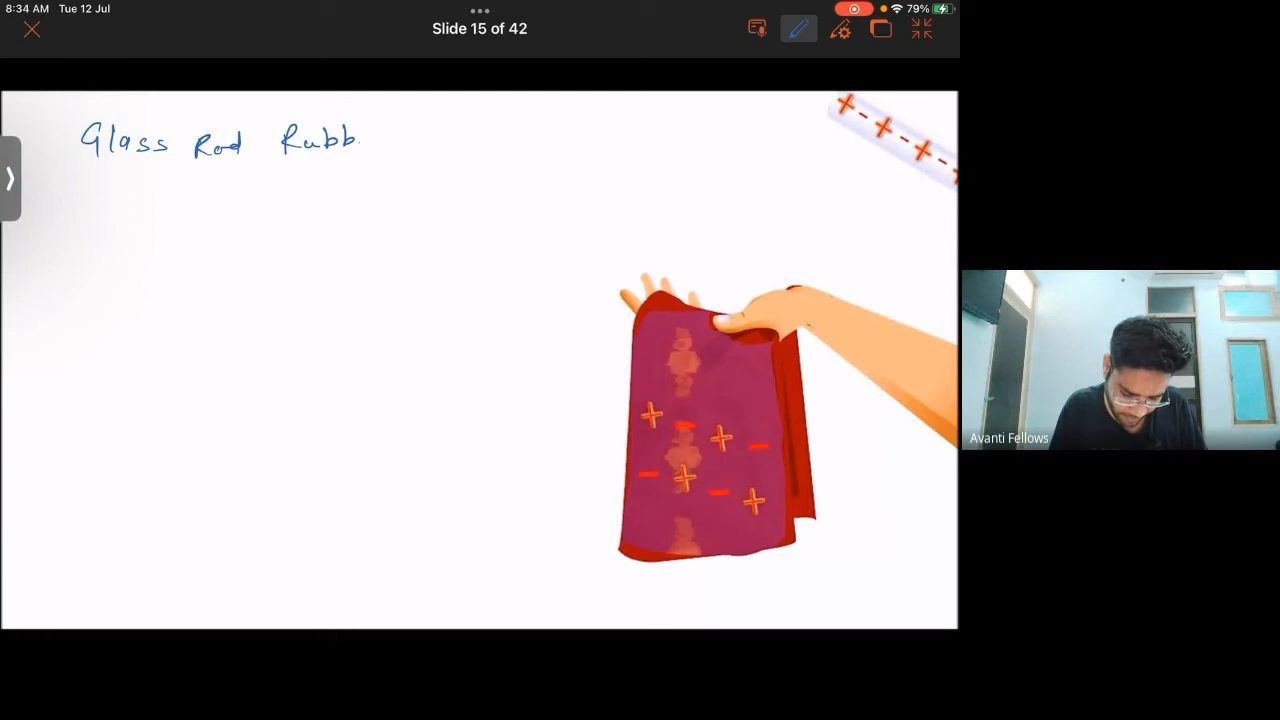 8:34 AM Tue 12 Jul
79%
Slide 15 of 42
Glass Rod Rubb
Avanti Fellows